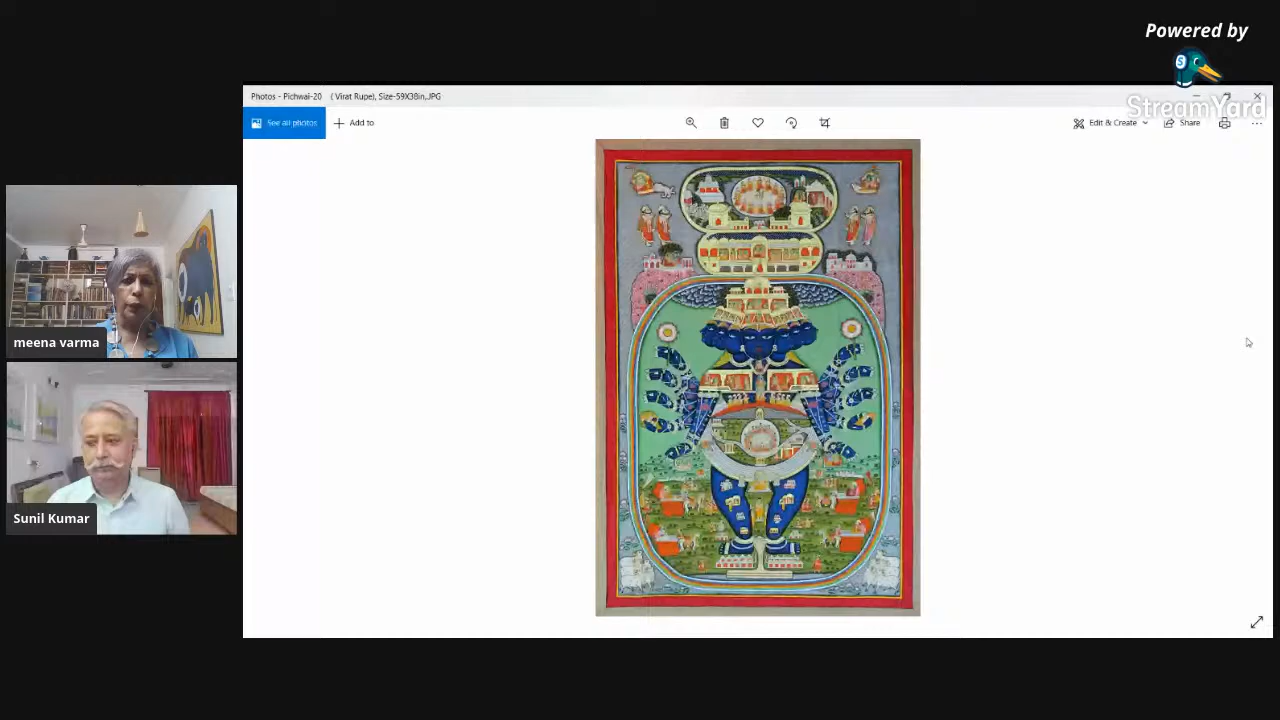 Powered by
StreamYard
Photos - Pichwai-20 ( Virat Rupe), Size-59X38in,.JPG
See all photos
Add to
Edit & Create
Share
meena varma
Sunil Kumar